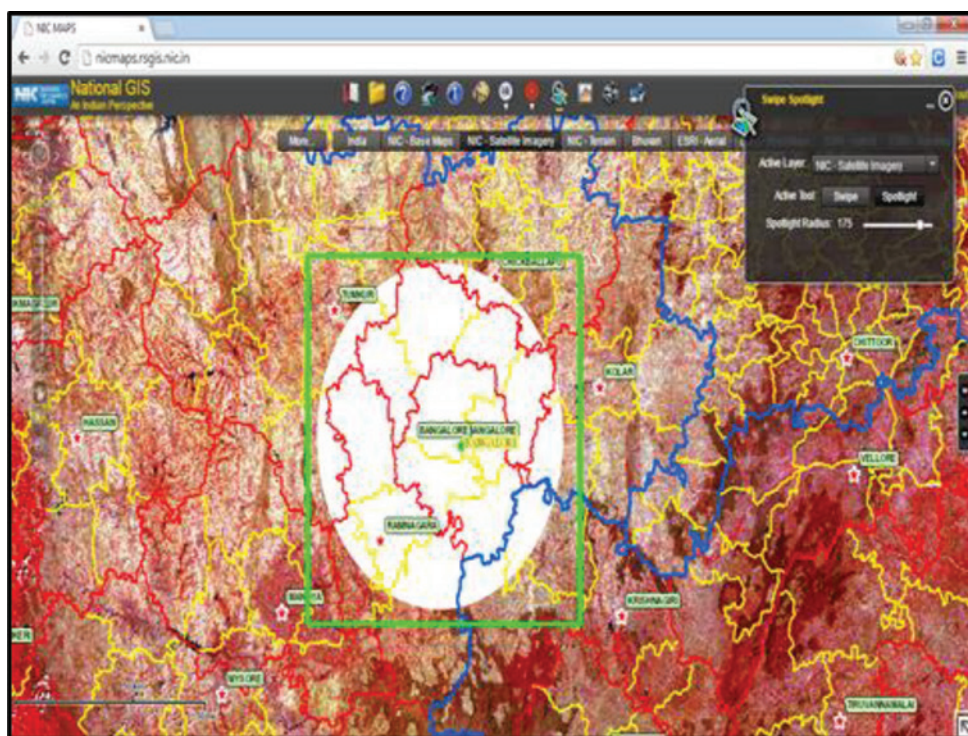 NIC MAPS
nicmaps.rsgis.nic.in
NIC
National GIS
An Indian Perspective
Swipe Spotlight
More...
India
NIC - Base Maps
NIC - Satellite Imagery
NIC - Terrain
Bhuvan
ESRI - Aerial
Active Layer: NIC - Satellite Imagery
Active Tool: Swipe Spotlight
Spotlight Radius: 175
TUMKUR
CHITTOOR
KOLAR
HASSAN
BANGALORE
BANGALORE
VELLORE
RAMNAGARA
MANDYA
KRISHNAGIRI
MYSORE
TIRUVANNAMALAI